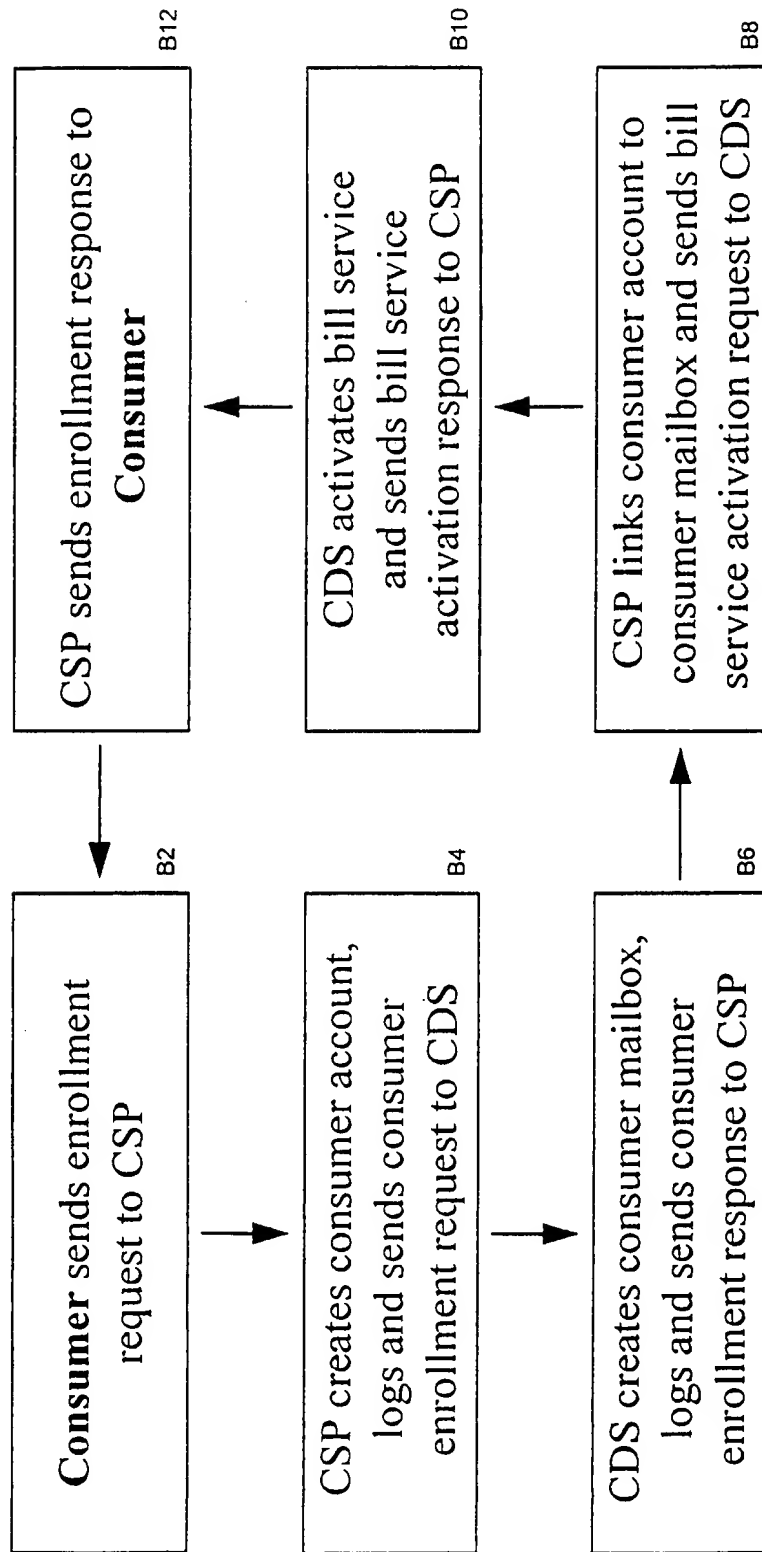 Consumer sends enrollment
request to CSP
B2
CSP creates consumer account,
logs and sends consumer
enrollment request to CDS
B4
CDS creates consumer mailbox,
logs and sends consumer
enrollment response to CSP
B6
CSP links consumer account to
consumer mailbox and sends bill
service activation request to CDS
B8
CDS activates bill service
and sends bill service
activation response to CSP
B10
CSP sends enrollment response to
Consumer
B12